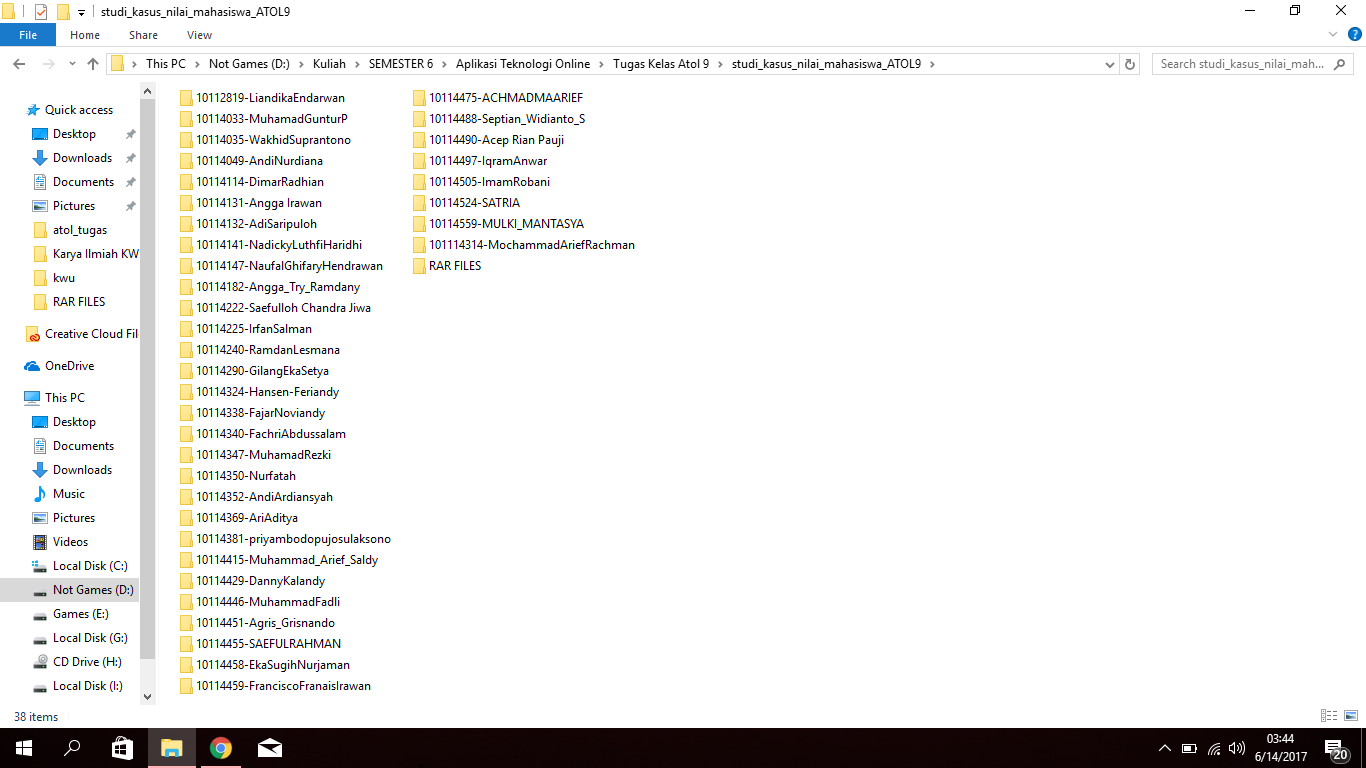 studi_kasus_nilai_mahasiswa_ATOL9
File Home Share View
This PC Not Games (D:) Kuliah SEMESTER 6 Aplikasi Teknologi Online Tugas Kelas Atol 9 studi_kasus_nilai_mahasiswa_ATOL9
Search studi_kasus_nilai_mah...
Quick access
Desktop
Downloads
Documents
Pictures
atol_tugas
Karya Ilmiah KW
kwu
RAR FILES
Creative Cloud Fil
OneDrive
This PC
Desktop
Documents
Downloads
Music
Pictures
Videos
Local Disk (C:)
Not Games (D:)
Games (E:)
Local Disk (G:)
CD Drive (H:)
Local Disk (I:)
10112819-LiandikaEndarwan
10114033-MuhamadGunturP
10114035-WakhidSuprantono
10114049-AndiNurdiana
10114114-DimarRadhian
10114131-Angga Irawan
10114132-AdiSaripuloh
10114141-NadickyLuthfiHaridhi
10114147-NaufalGhifaryHendrawan
10114182-Angga_Try_Ramdany
10114222-Saefulloh Chandra Jiwa
10114225-IrfanSalman
10114240-RamdanLesmana
10114290-GilangEkaSetya
10114324-Hansen-Feriandy
10114338-FajarNoviandy
10114340-FachriAbdussalam
10114347-MuhamadRezki
10114350-Nurfatah
10114352-AndiArdiansyah
10114369-AriAditya
10114381-priyambodopujosulaksono
10114415-Muhammad_Arief_Saldy
10114429-DannyKalandy
10114446-MuhammadFadli
10114451-Agris_Grisnando
10114455-SAEFULRAHMAN
10114458-EkaSugihNurjaman
10114459-FranciscoFranaisIrawan
10114475-ACHMADMAARIEF
10114488-Septian_Widianto_S
10114490-Acep Rian Pauji
10114497-IqramAnwar
10114505-ImamRobani
10114524-SATRIA
10114559-MULKI_MANTASYA
101114314-MochammadAriefRachman
RAR FILES
38 items
03:44
6/14/2017
20